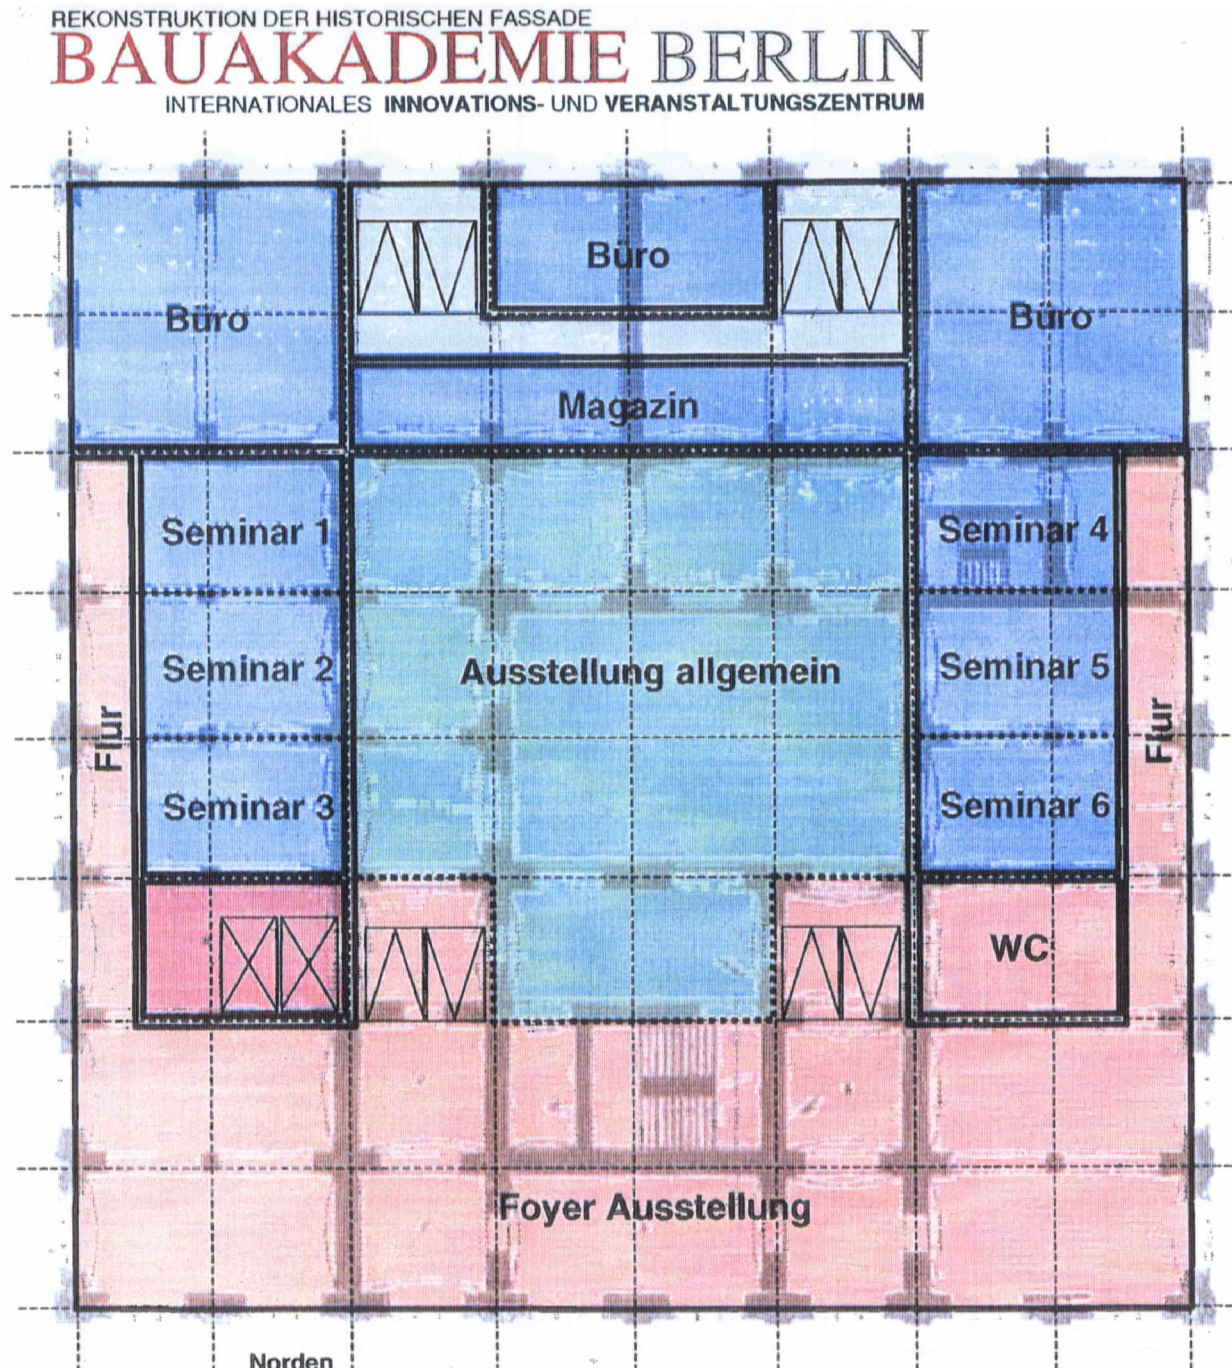 REKONSTRUKTION DER HISTORISCHEN FASSADE
BAUAKADEMIE BERLIN
INTERNATIONALES INNOVATIONS- UND VERANSTALTUNGSZENTRUM
Büro
Büro
Büro
Magazin
Seminar 1
Seminar 4
Ausstellung allgemein
Seminar 2
Seminar 5
Flur
Flur
Seminar 3
Seminar 6
WC
Foyer Ausstellung
Norden